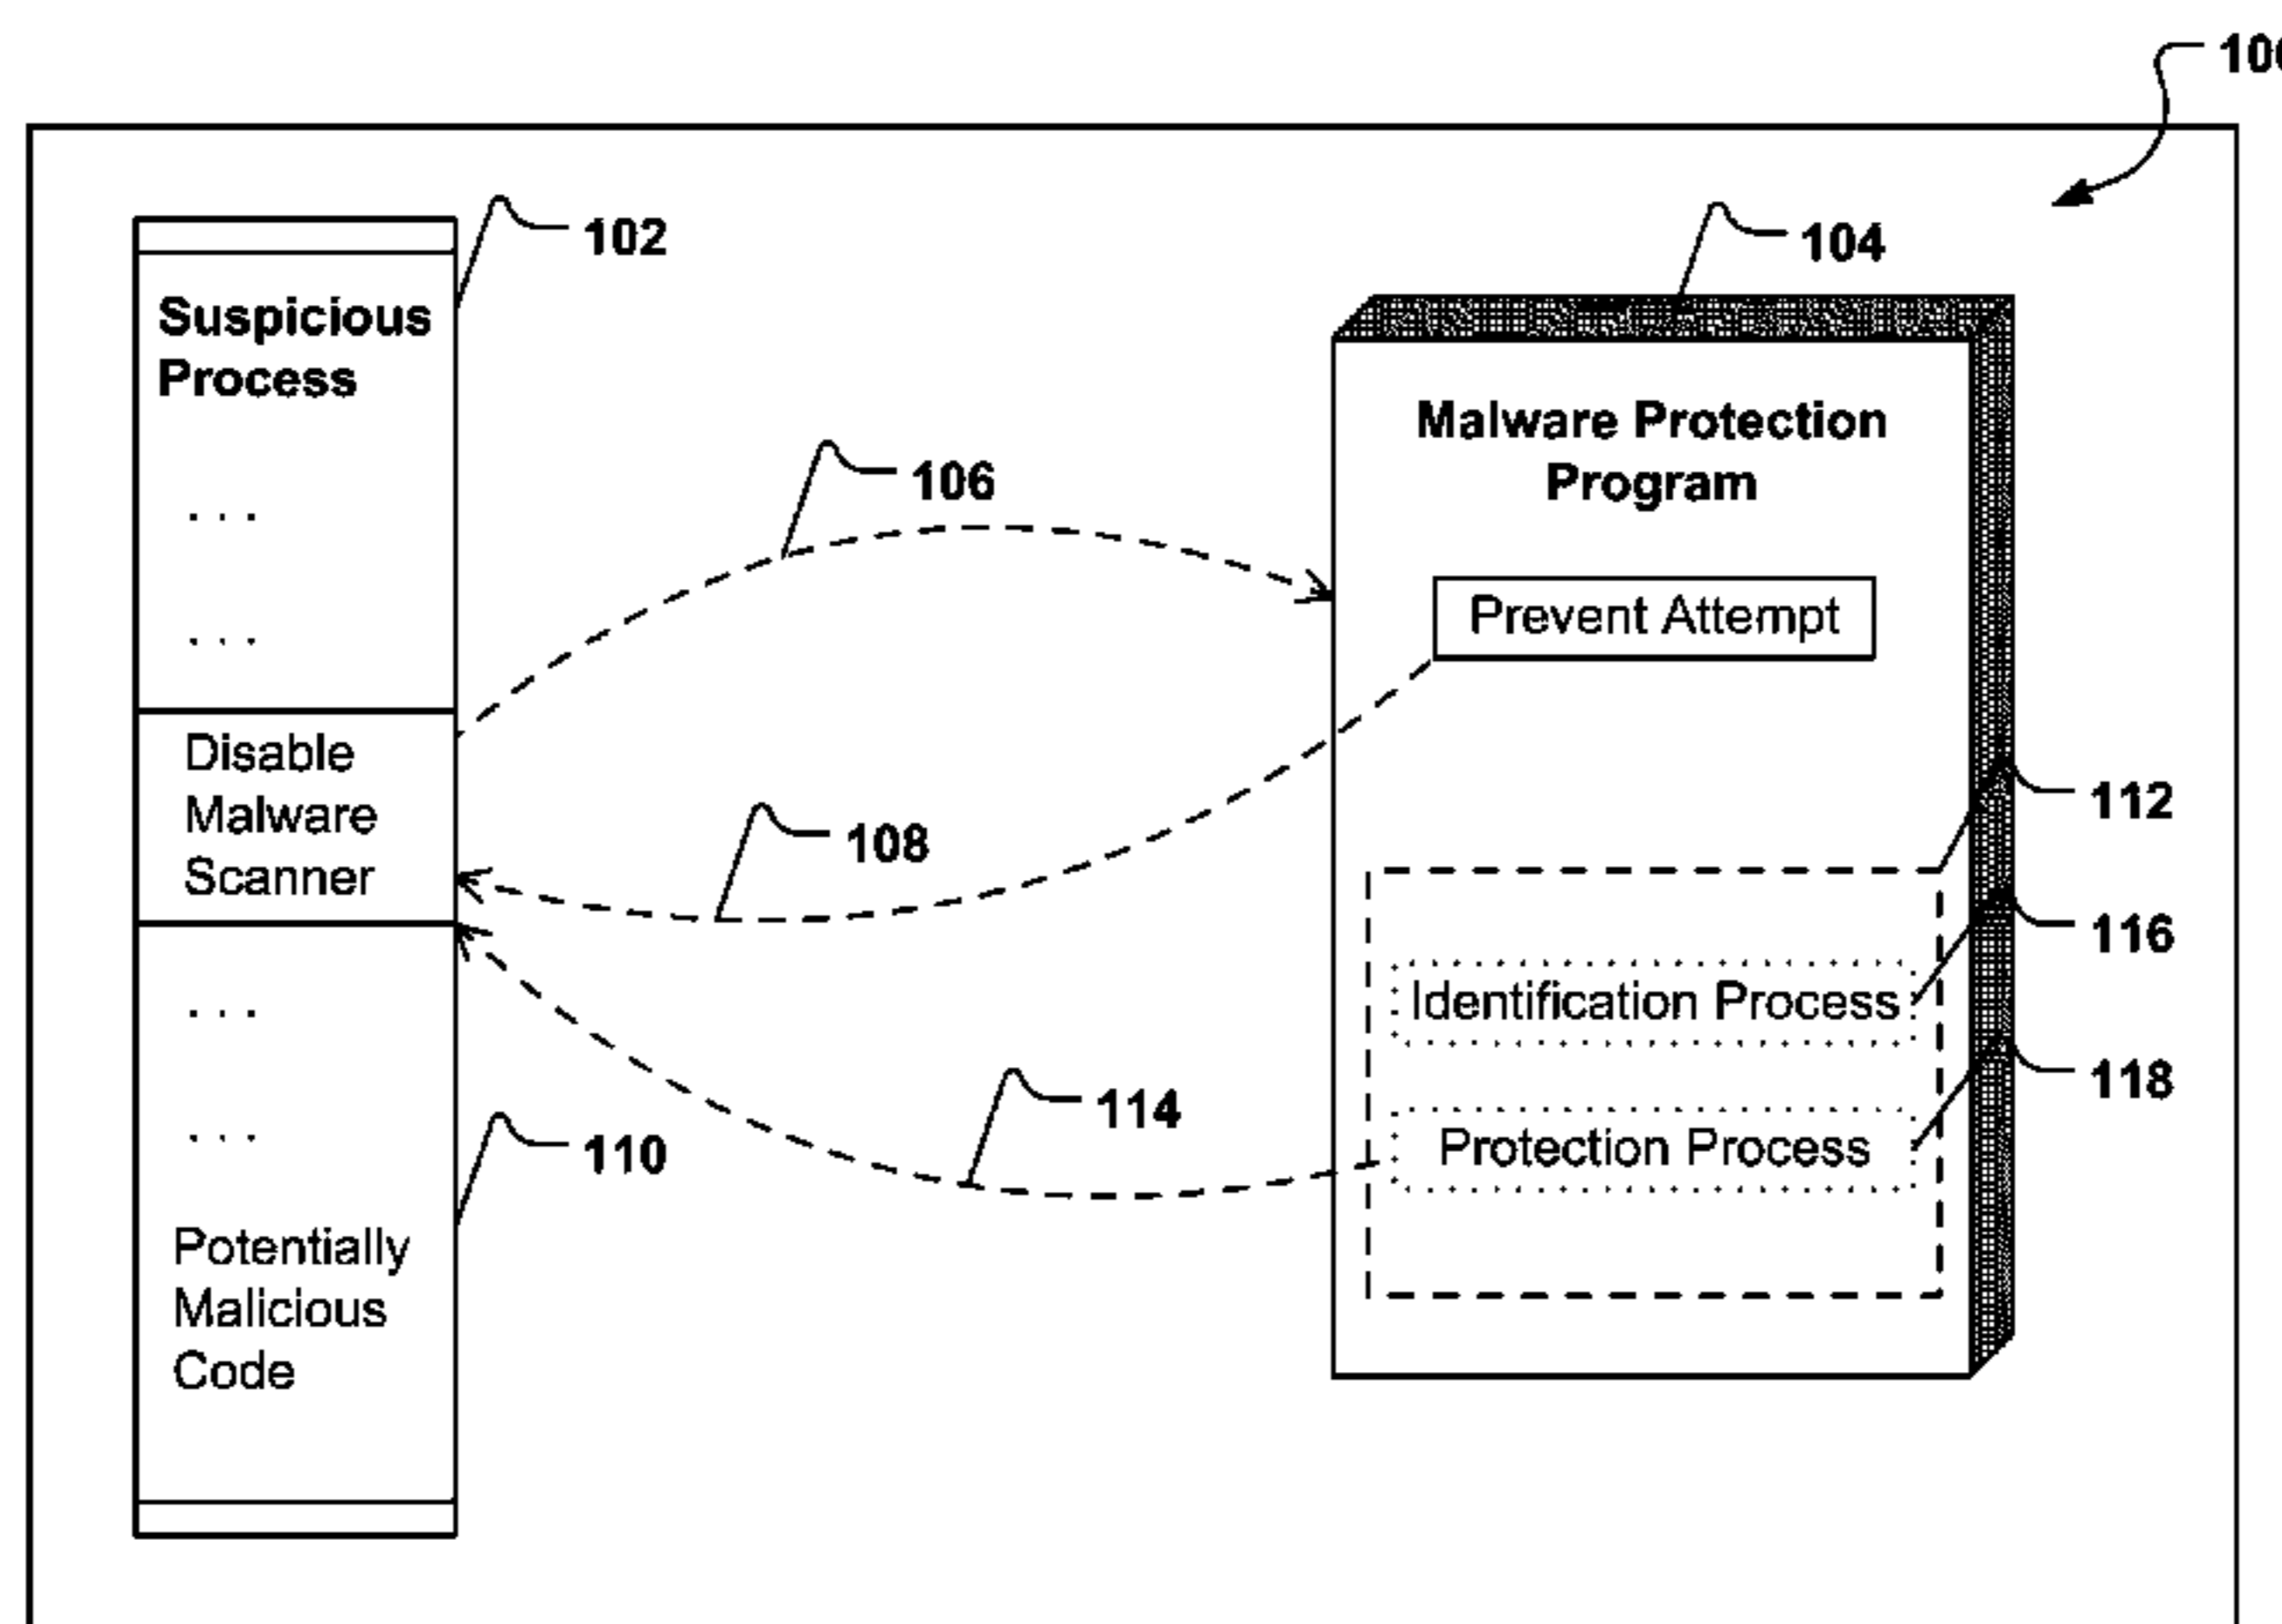 100
102
104
Suspicious
Process
. . .
. . .
106
Malware Protection
Program
Prevent Attempt
Disable
Malware
Scanner
108
112
116
Identification Process
. . .
. . .
110
114
118
Protection Process
Potentially
Malicious
Code